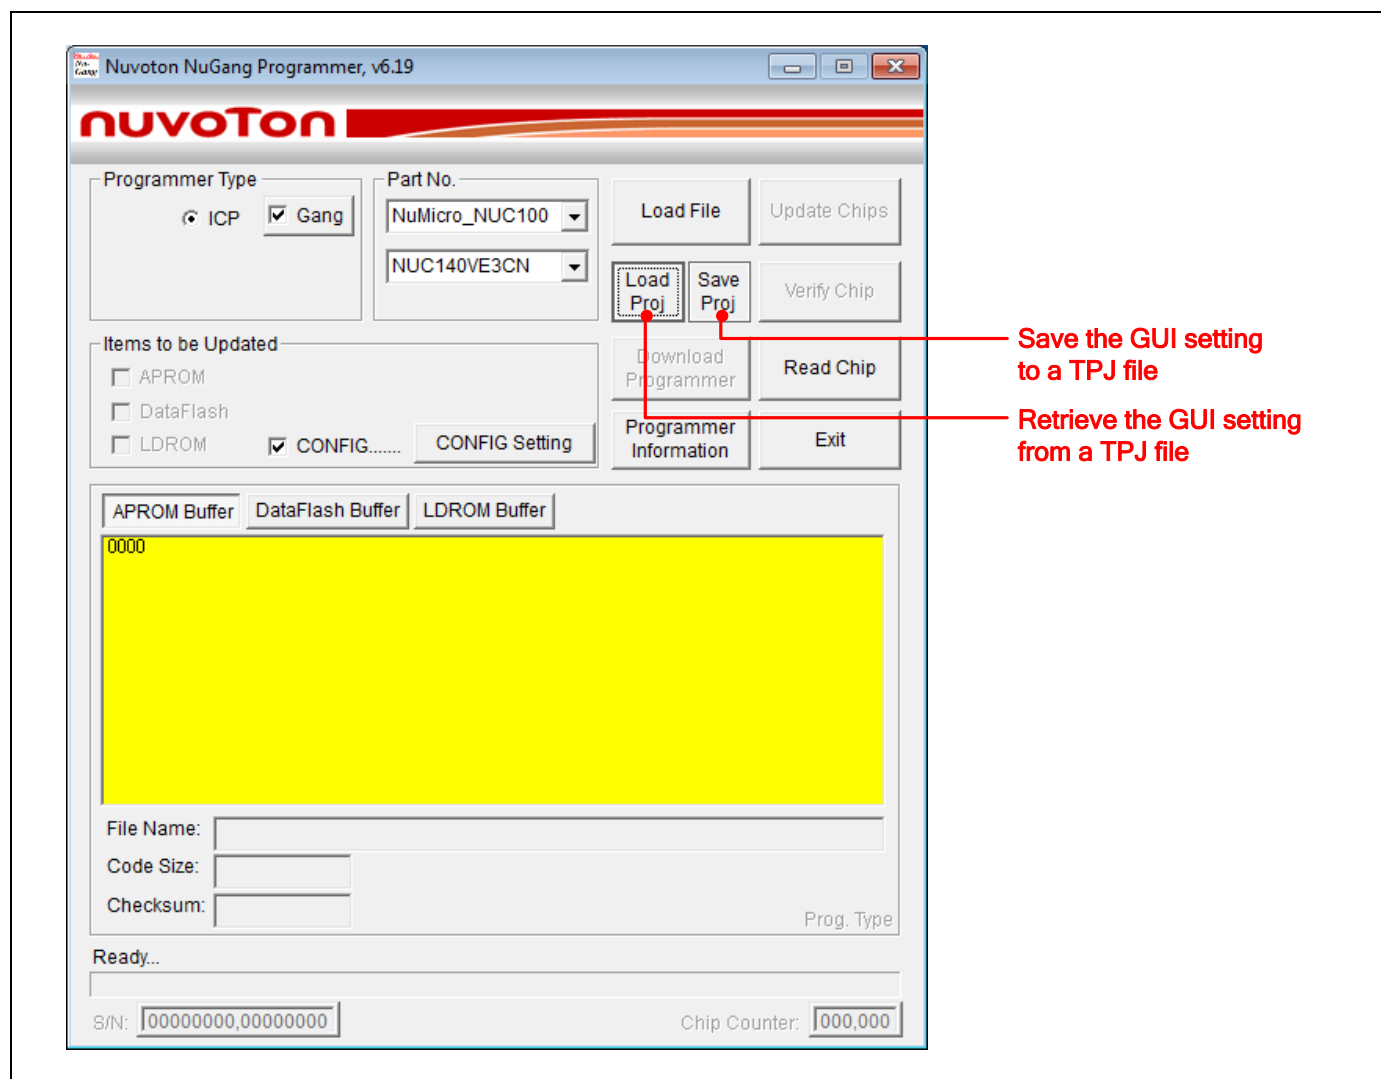 Nuvoton NuGang Programmer, v6.19
nuvoTon
Programmer Type
ICP
Gang
Part No.
NuMicro_NUC100
NUC140VE3CN
Load File
Update Chips
Load
Proj
Save
Proj
Verify Chip
Save the GUI setting
to a TPJ file
Items to be Updated
APROM
DataFlash
LDROM
CONFIG.......
CONFIG Setting
Download
Programmer
Read Chip
Programmer
Information
Exit
Retrieve the GUI setting
from a TPJ file
APROM Buffer
DataFlash Buffer
LDROM Buffer
0000
File Name:
Code Size:
Checksum:
Prog. Type
Ready...
S/N: 00000000,00000000
Chip Counter: 000,000